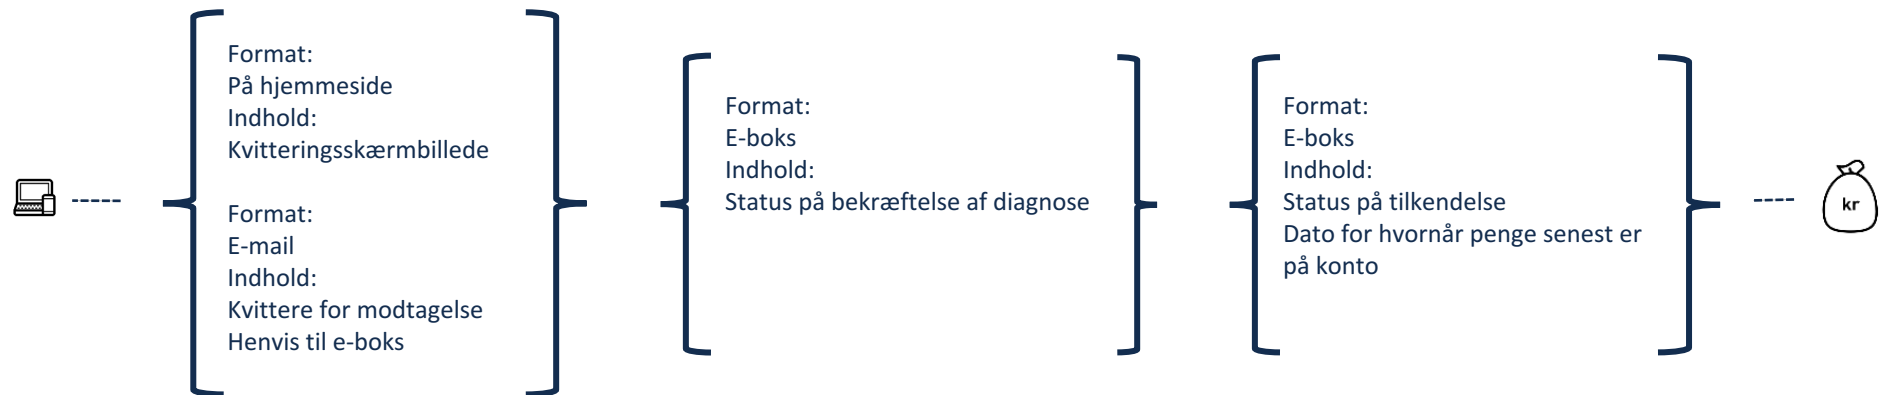 Format:
På hjemmeside
Indhold:
Kvitteringsskærmbillede
Format:
E-mail
Indhold:
Kvittere for modtagelse
Henvis til e-boks
Format:
E-boks
Indhold:
Status på bekræftelse af diagnose
Format:
E-boks
Indhold:
Status på tilkendelse
Dato for hvornår penge senest er
på konto
kr